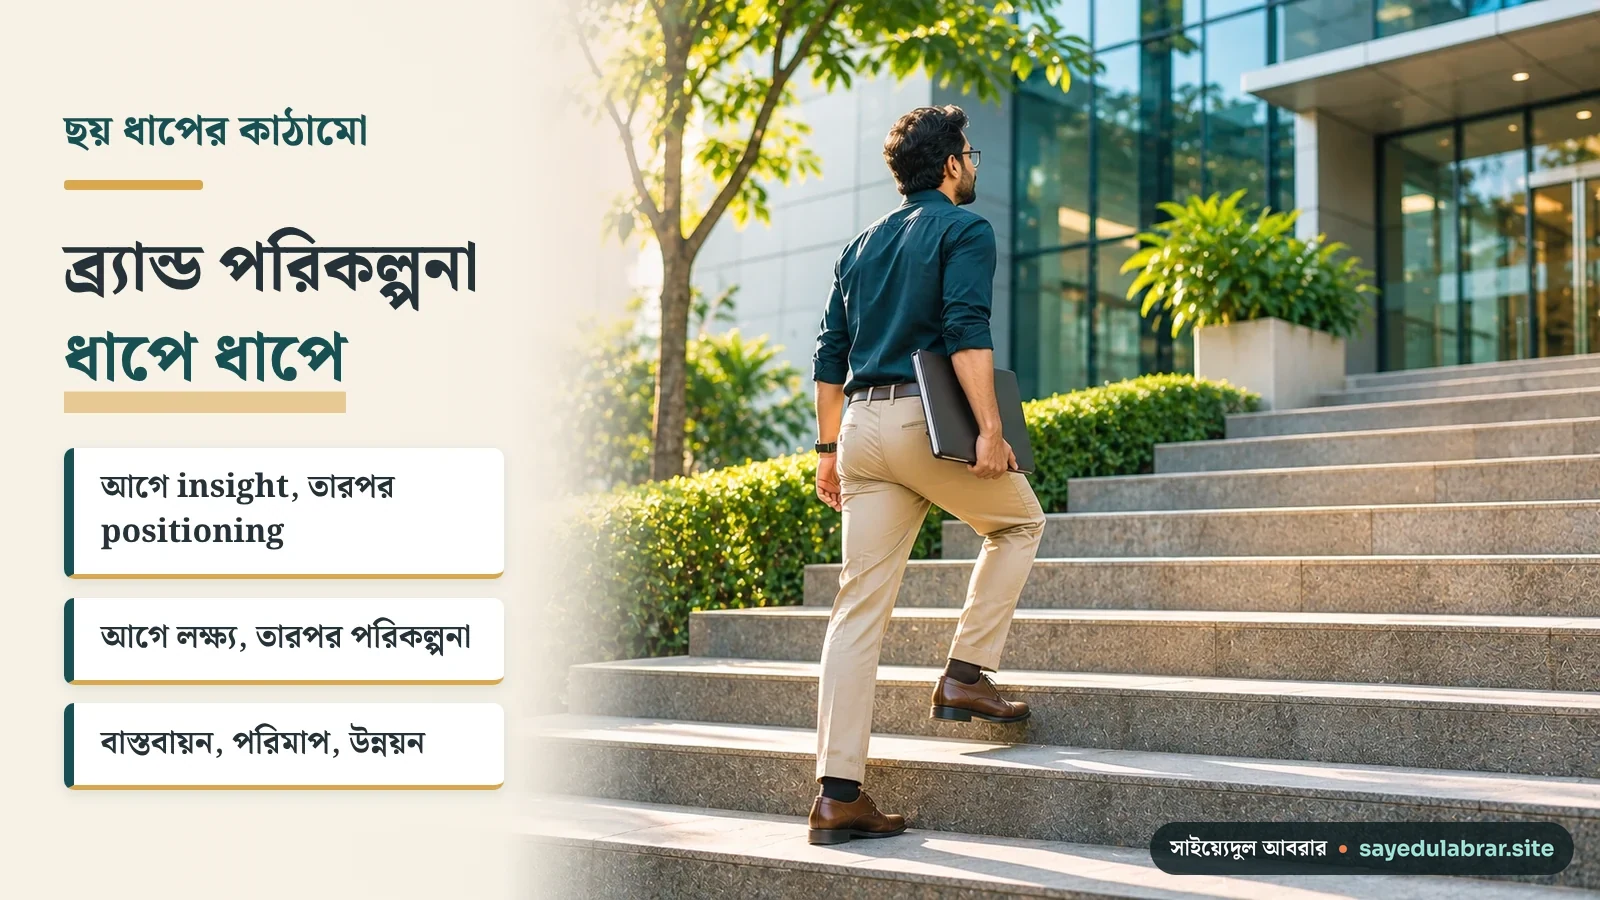 ছয় ধাপের কাঠামো
ব্র্যান্ড পরিকল্পনা
ধাপে ধাপে
আগে insight, তারপর
positioning
আগে লক্ষ্য, তারপর পরিকল্পনা
বাস্তবায়ন, পরিমাপ, উন্নয়ন
সাইয়্যেদুল আবরার • sayedulabrar.site